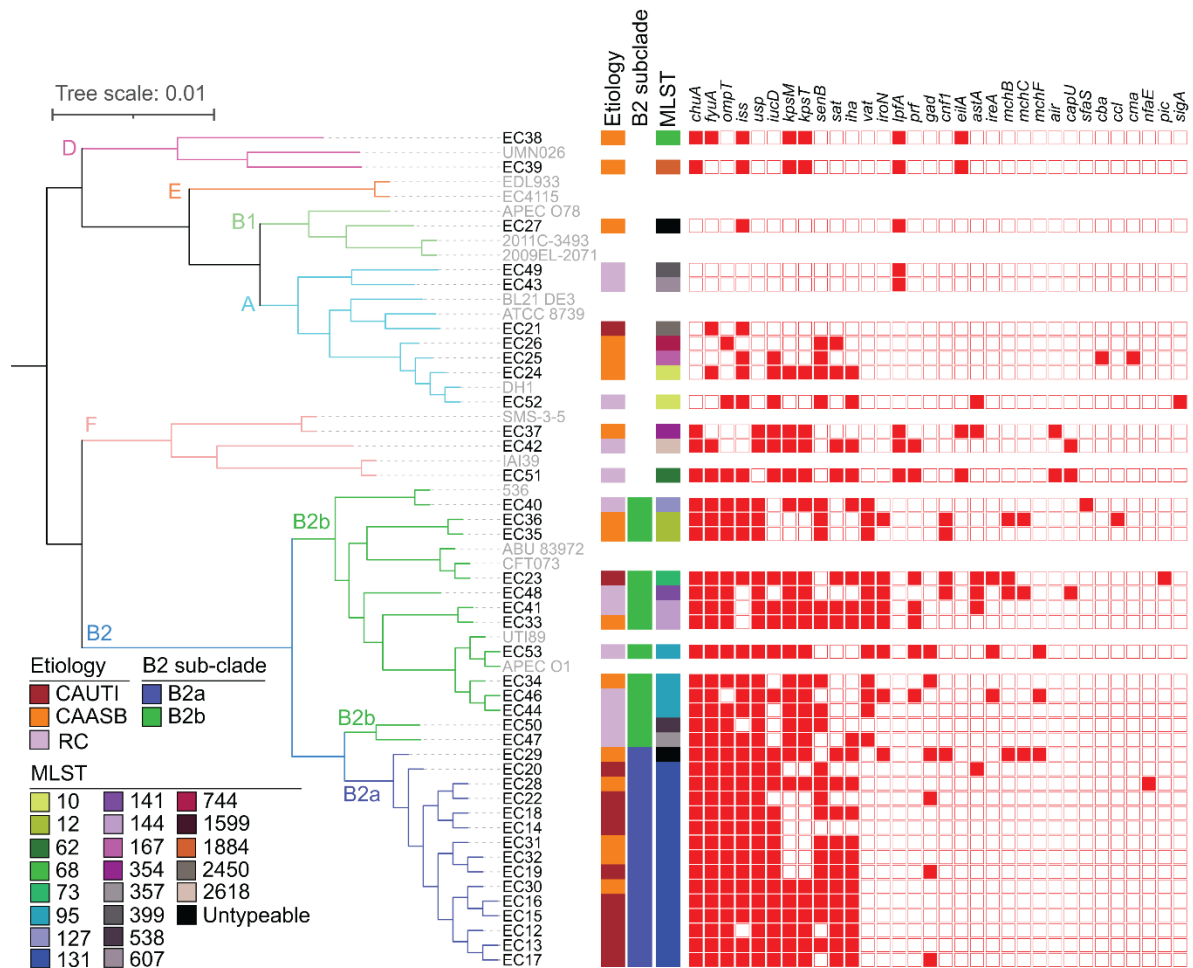 Tree scale: 0.01
Etiology
B2 subclade
MLST
chuA
fyuA
ompT
iss
usp
iucD
kpsM
kpsT
senB
sat
iha
vat
iroN
lpfA
prf
gad
cnf1
eilA
astA
ireA
mchB
mchC
mchF
air
capU
sfaS
cba
ccl
cma
nfaE
pic
sigA
D
E
B1
A
F
B2b
B2
B2b
B2a
EC38
UMN026
EC39
EDL933
EC4115
APEC O78
EC27
2011C-3493
2009EL-2071
EC49
EC43
BL21 DE3
ATCC 8739
EC21
EC26
EC25
EC24
DH1
EC52
SMS-3-5
EC37
EC42
IAI39
EC51
536
EC40
EC36
EC35
ABU 83972
CFT073
EC23
EC48
EC41
EC33
UTI89
EC53
APEC O1
EC34
EC46
EC44
EC50
EC47
EC29
EC20
EC28
EC22
EC18
EC14
EC31
EC32
EC19
EC30
EC16
EC15
EC12
EC13
EC17
Etiology
CAUTI
CAASB
RC
B2 sub-clade
B2a
B2b
MLST
10
12
62
68
73
95
127
131
141
144
167
354
357
399
538
607
744
1599
1884
2450
2618
Untypeable